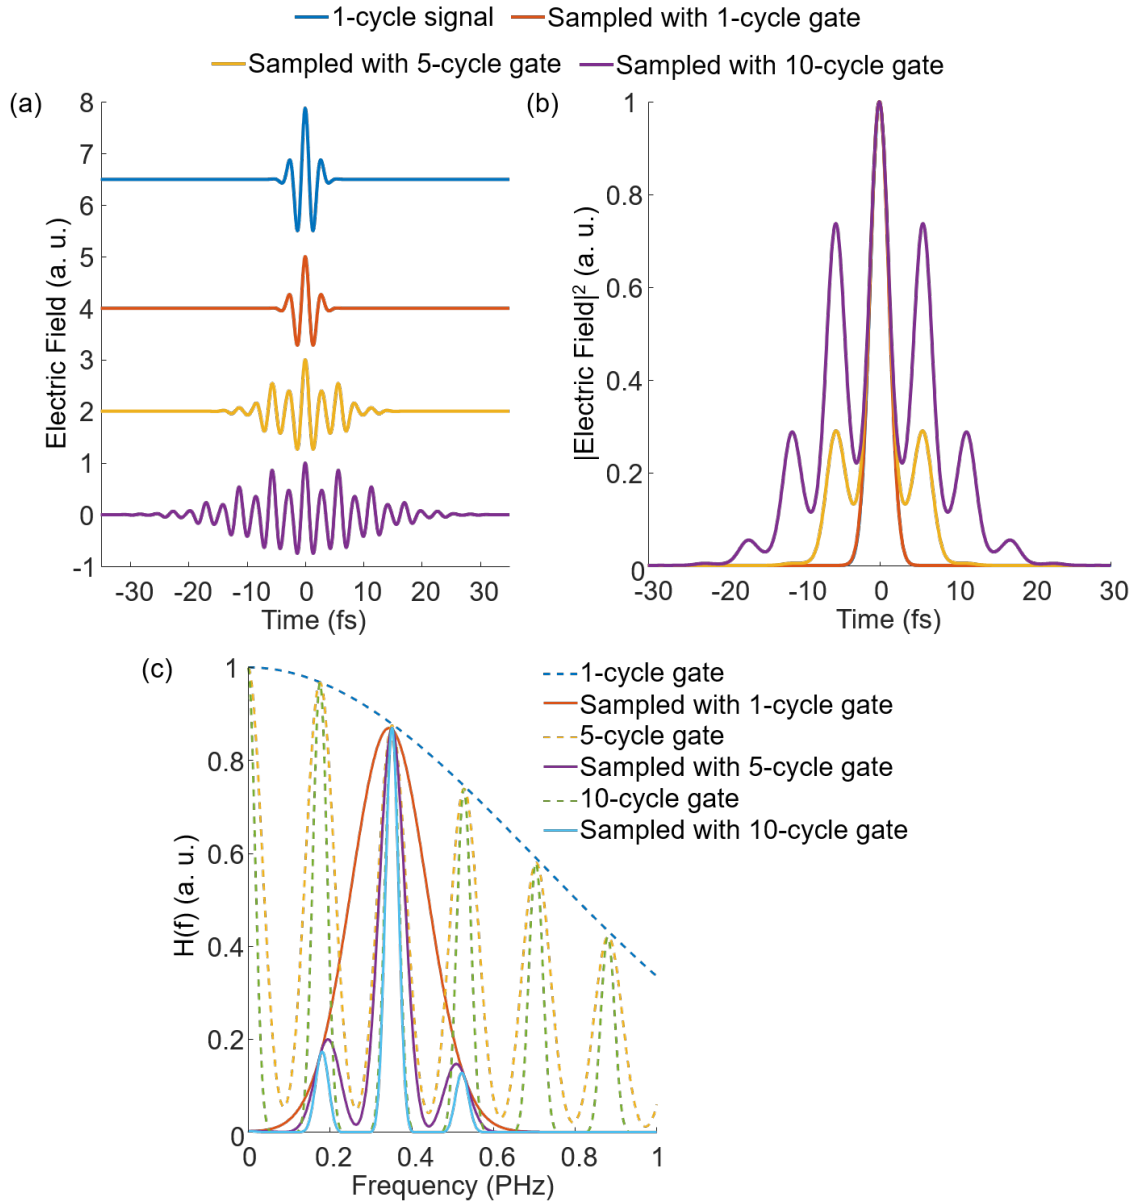 1-cycle signal Sampled with 1-cycle gate
Sampled with 5-cycle gate Sampled with 10-cycle gate
(a)
8
7
6
5
4
3
2
1
0
-1
Electric Field (a. u.)
-30 -20 -10 0 10 20 30
Time (fs)
(b)
1
0.8
0.6
0.4
0.2
0
|Electric Field|²(a. u.)
-30 -20 -10 0 10 20 30
Time (fs)
(c)
1
0.8
0.6
0.4
0.2
0
H(f) (a. u.)
0 0.2 0.4 0.6 0.8 1
Frequency (PHz)
1-cycle gate
Sampled with 1-cycle gate
5-cycle gate
Sampled with 5-cycle gate
10-cycle gate
Sampled with 10-cycle gate